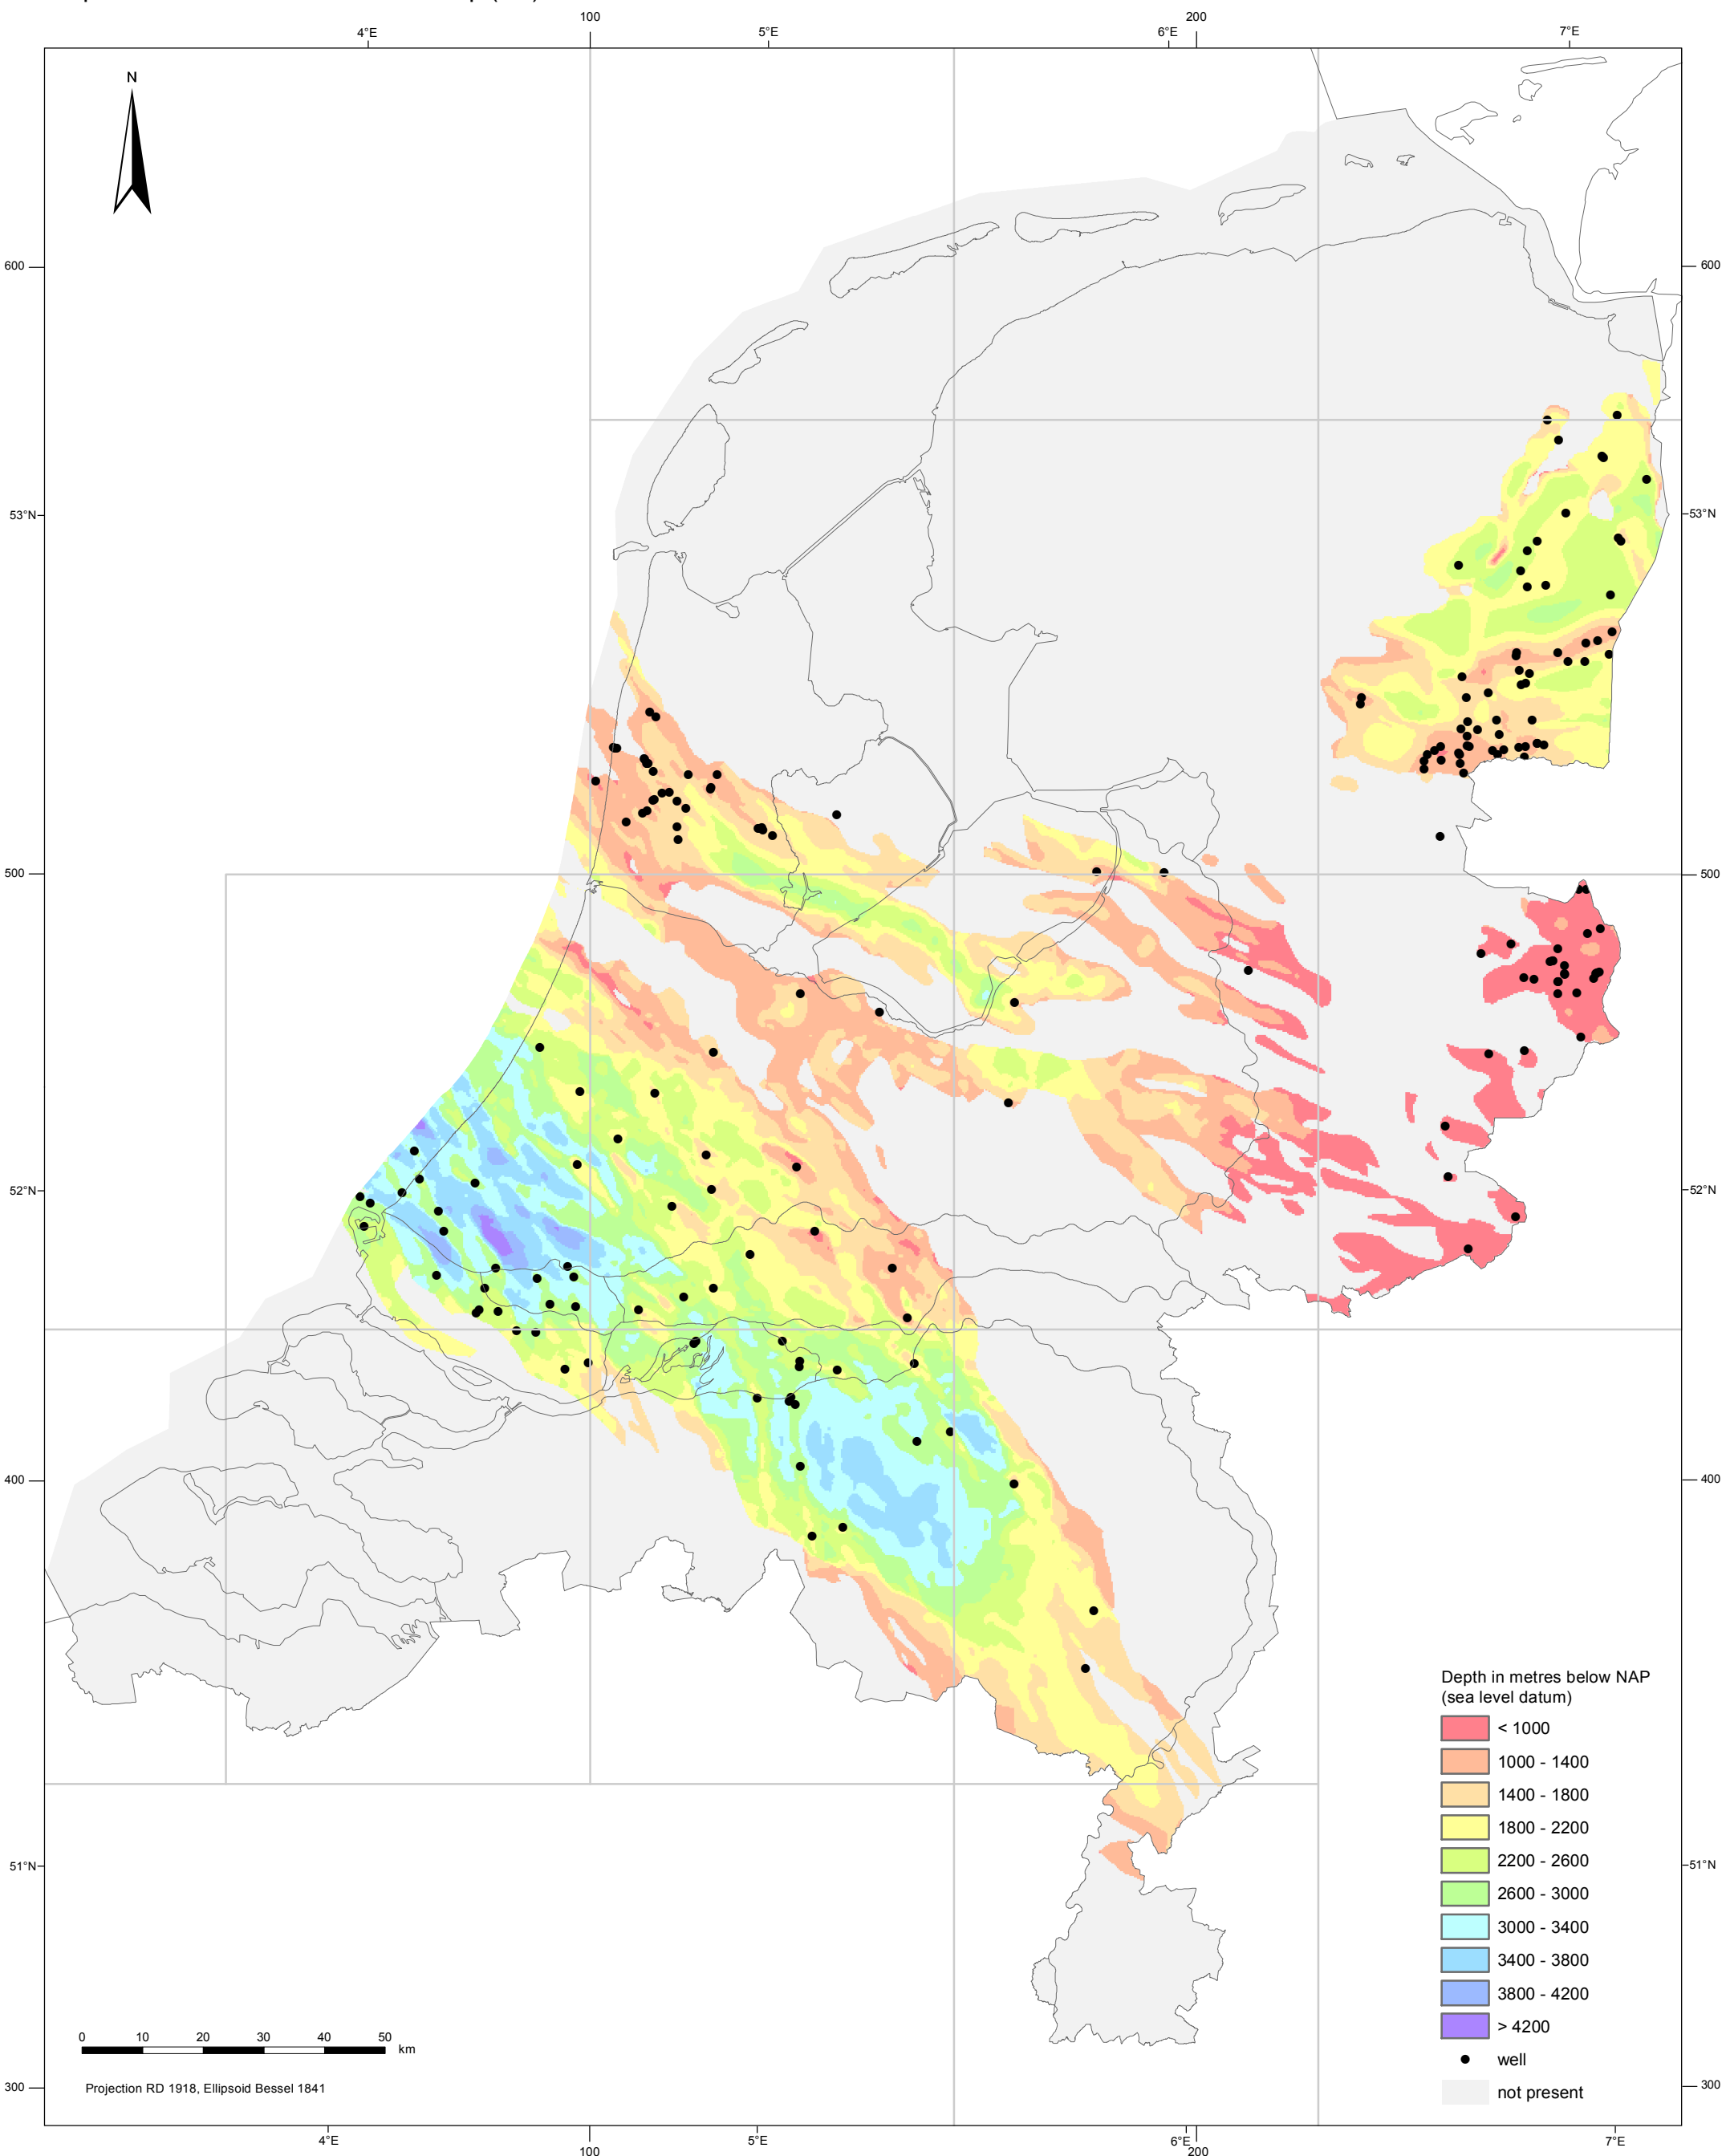 100
200
4°E
5°E
6°E
7°E
N
600
600
53°N
53°N
500
500
52°N
52°N
400
400
Depth in metres below NAP
(sea level datum)
< 1000
1000 - 1400
1400 - 1800
1800 - 2200
51°N
51°N
2200 - 2600
2600 - 3000
3000 - 3400
3400 - 3800
3800 - 4200
> 4200
0 10 20 30 40 50
km
well
Projection RD 1918, Ellipsoid Bessel 1841
not present
300
300
4°E
5°E
6°E
7°E
100
200